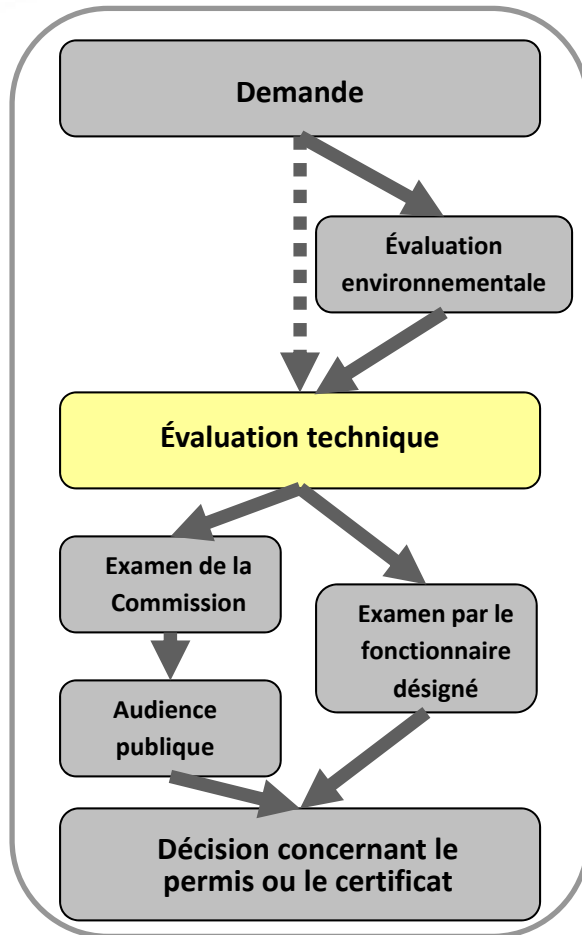 Demande
Évaluation
environnementale
Évaluation technique
Examen de la
Commission
Examen par le
fonctionnaire
désigné
Audience
publique
Décision concernant le
permis ou le certificat